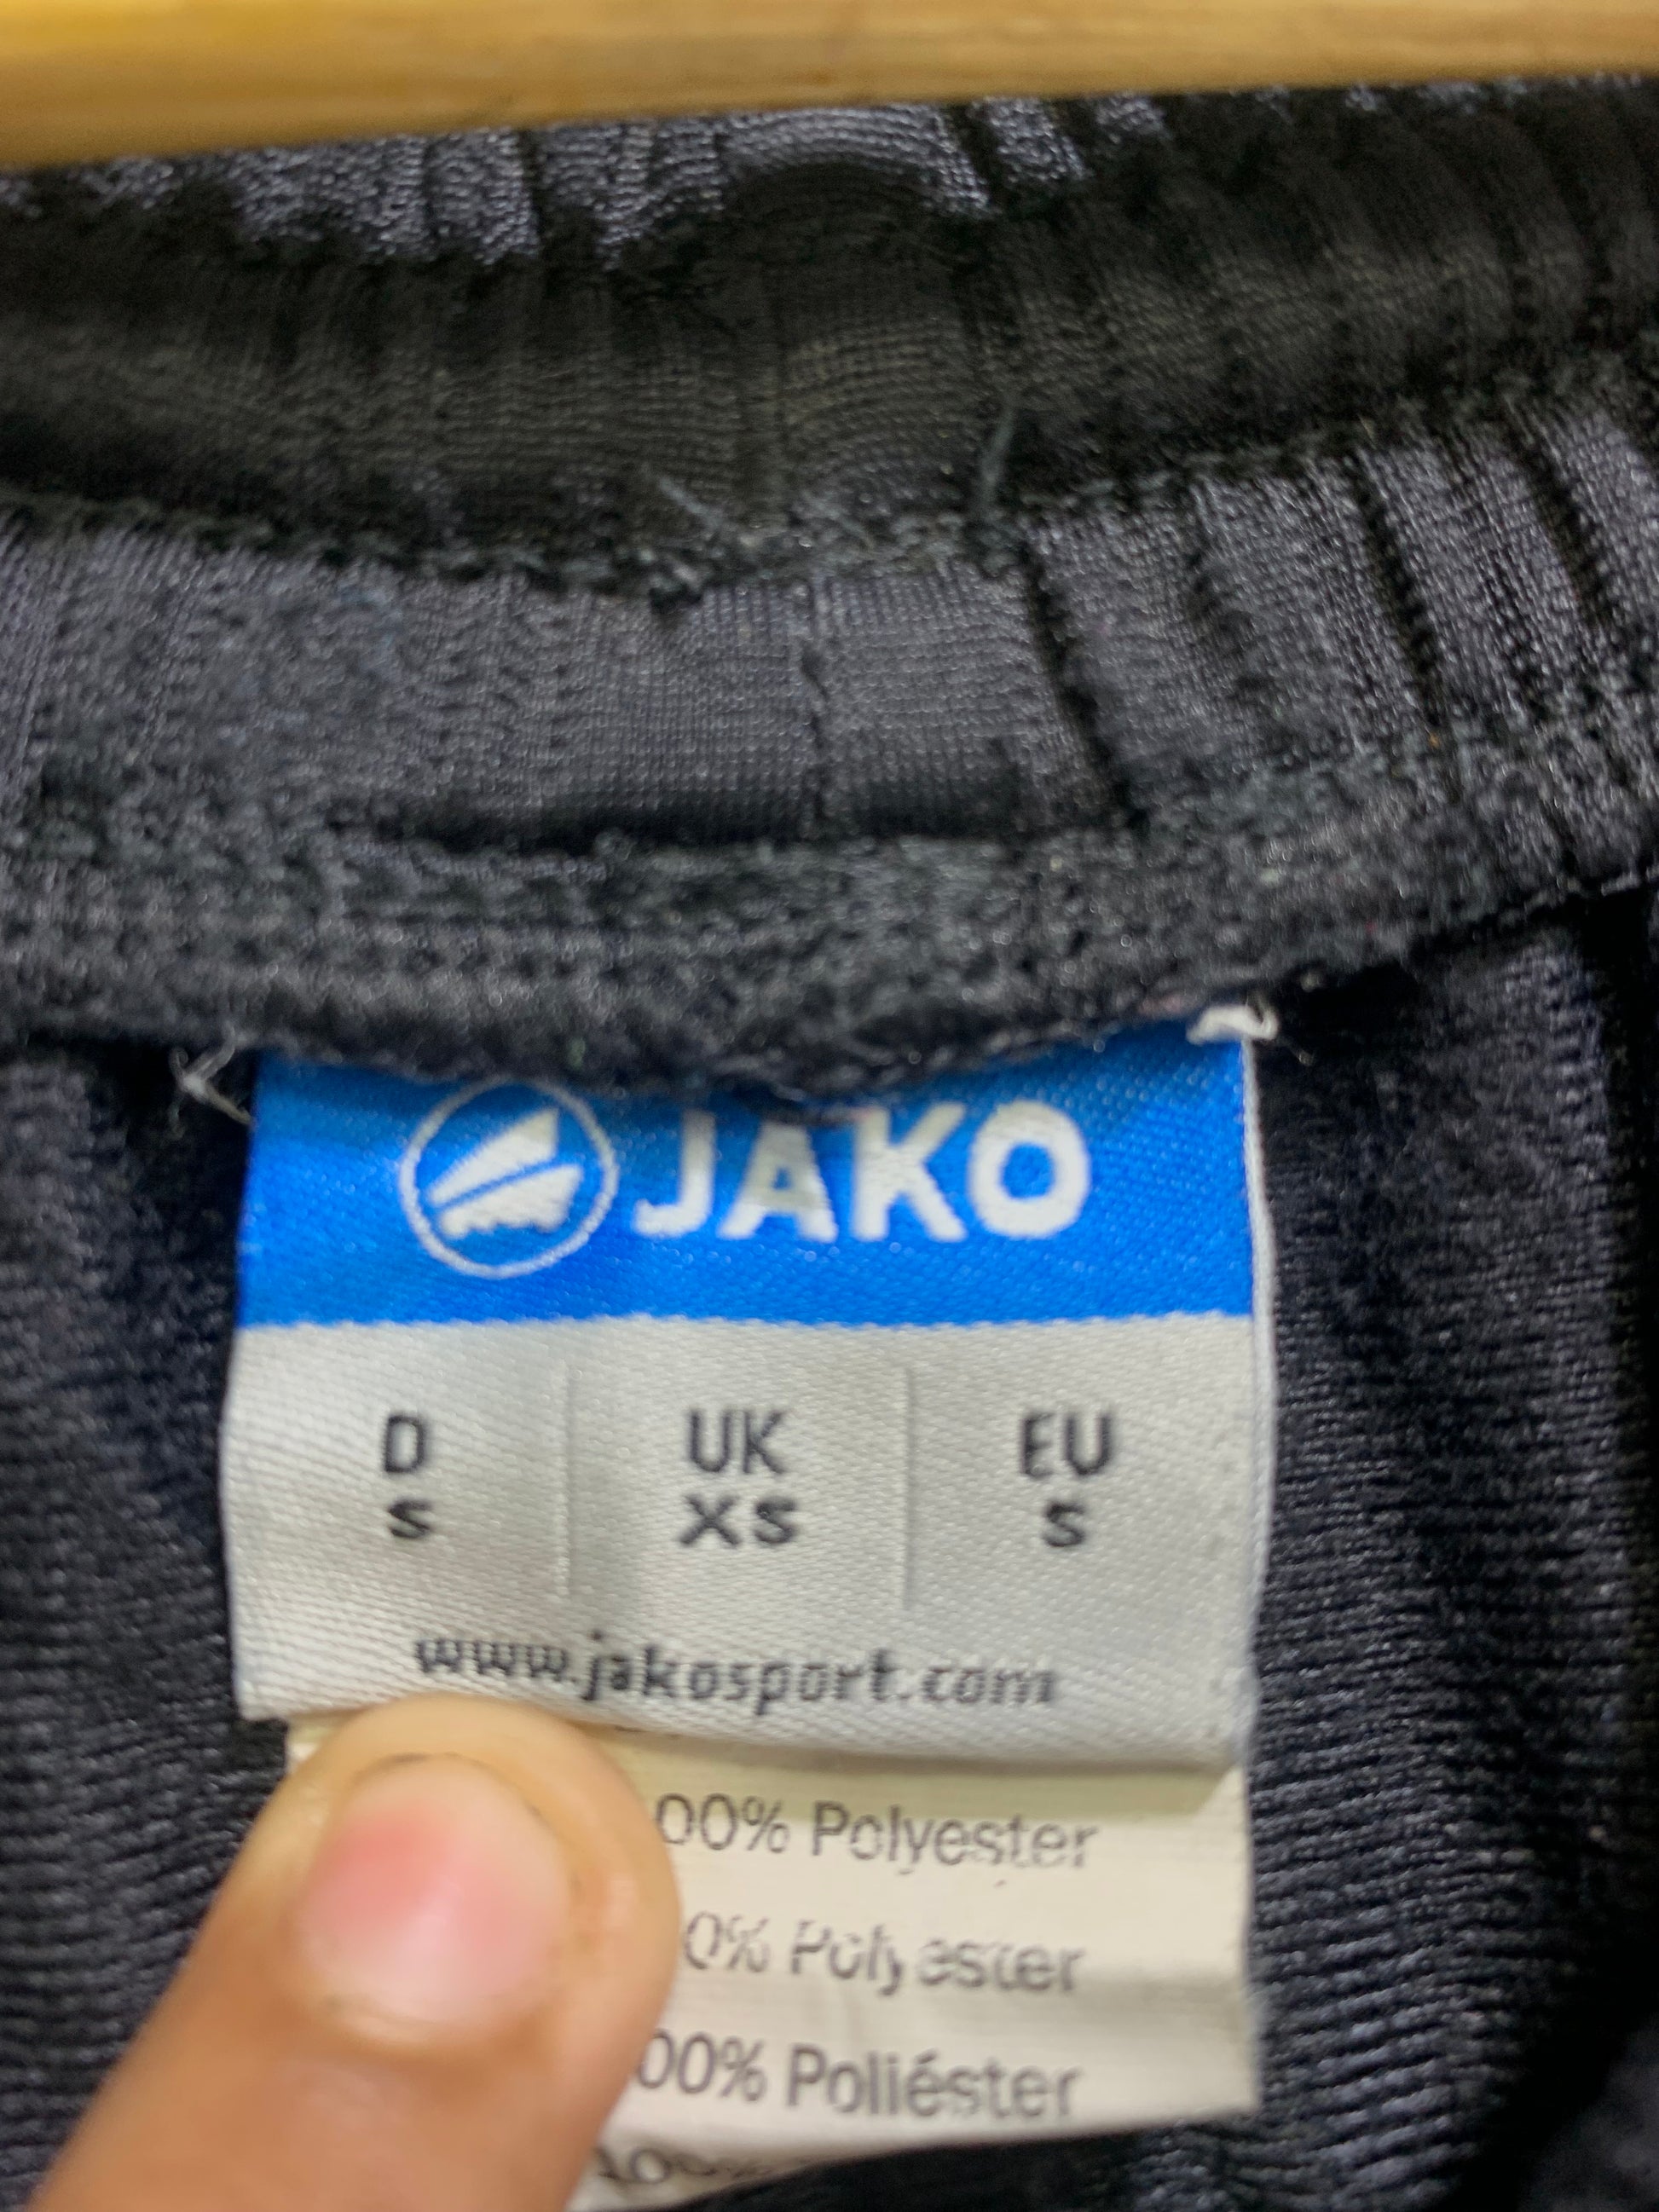 JAKO
D UK EU
S XS S
www.jakosport.com
00% Polyester
0% Polyester
00% Poliéster